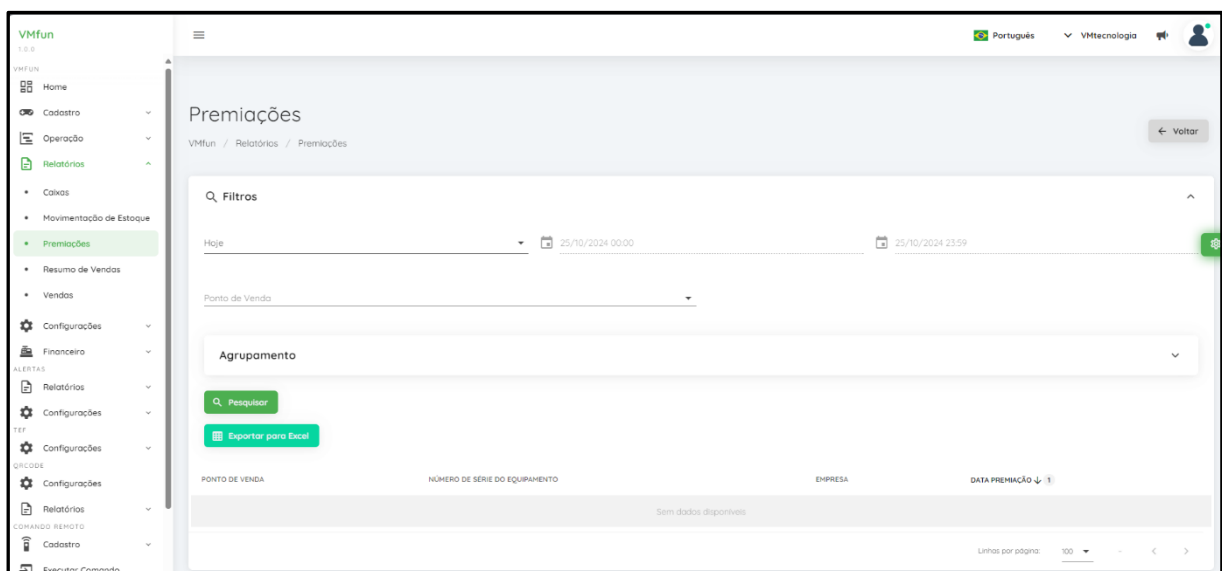 VMfun
1.0.0
Português
VMtecnologia
VMFUN
Home
Cadastro
Operação
Relatórios
Caixas
Movimentação de Estoque
Premiações
Resumo de Vendas
Vendas
Configurações
Financeiro
ALERTAS
Relatórios
Configurações
TEF
Configurações
QRCODE
Configurações
Relatórios
COMANDO REMOTO
Cadastro
Executar Comando
Premiações
VMfun / Relatórios / Premiações
← Voltar
Filtros
Hoje
25/10/2024 00:00
25/10/2024 23:59
Ponto de Venda
Agrupamento
Pesquisar
Exportar para Excel
PONTO DE VENDA NÚMERO DE SÉRIE DO EQUIPAMENTO EMPRESA DATA PREMIAÇÃO ↓ 1
Sem dados disponíveis
Linhas por página: 100 - < >